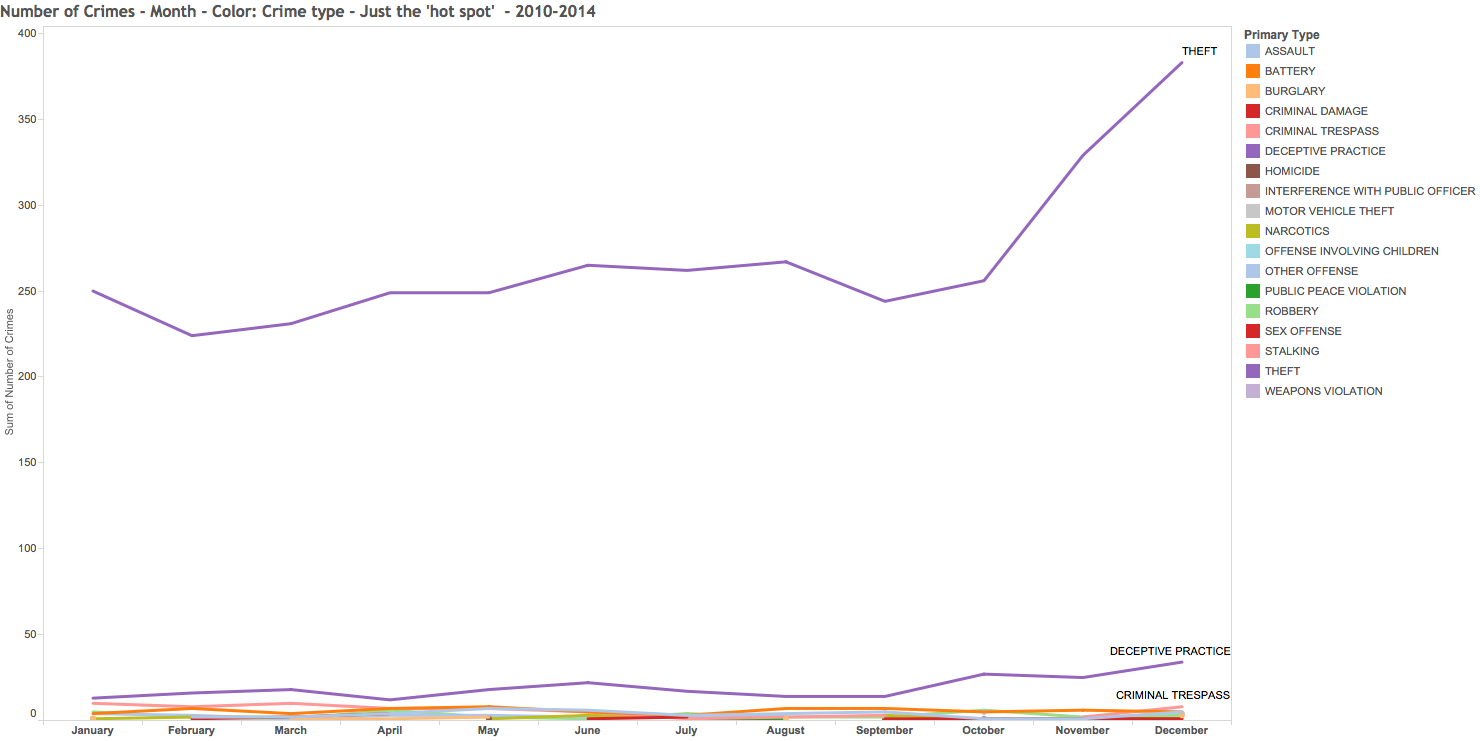 Number of Crimes - Month - Color: Crime type - Just the 'hot spot'  - 2010-2014
400
350
300
250
200
150
100
50
0
Sum of Number of Crimes
THEFT
DECEPTIVE PRACTICE
CRIMINAL TRESPASS
January February March April May June July August September October November December
Primary Type
ASSAULT
BATTERY
BURGLARY
CRIMINAL DAMAGE
CRIMINAL TRESPASS
DECEPTIVE PRACTICE
HOMICIDE
INTERFERENCE WITH PUBLIC OFFICER
MOTOR VEHICLE THEFT
NARCOTICS
OFFENSE INVOLVING CHILDREN
OTHER OFFENSE
PUBLIC PEACE VIOLATION
ROBBERY
SEX OFFENSE
STALKING
THEFT
WEAPONS VIOLATION